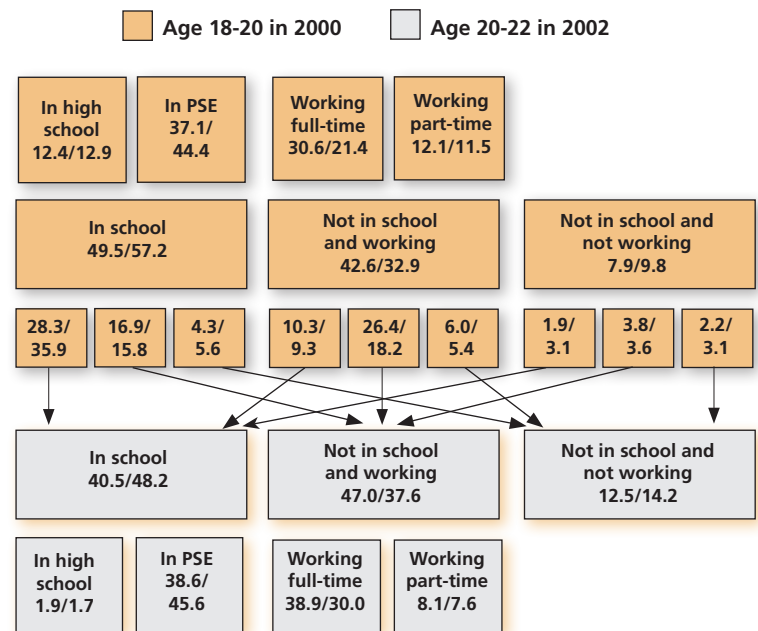 Age 18-20 in 2000
Age 20-22 in 2002
In high
school
12.4/12.9
In PSE
37.1/
44.4
Working
full-time
30.6/21.4
Working
part-time
12.1/11.5
In school
49.5/57.2
Not in school
and working
42.6/32.9
Not in school and
not working
7.9/9.8
28.3/
35.9
16.9/
15.8
4.3/
5.6
10.3/
9.3
26.4/
18.2
6.0/
5.4
1.9/
3.1
3.8/
3.6
2.2/
3.1
In school
40.5/48.2
Not in school
and working
47.0/37.6
Not in school and
not working
12.5/14.2
In high
school
1.9/1.7
In PSE
38.6/
45.6
Working
full-time
38.9/30.0
Working
part-time
8.1/7.6